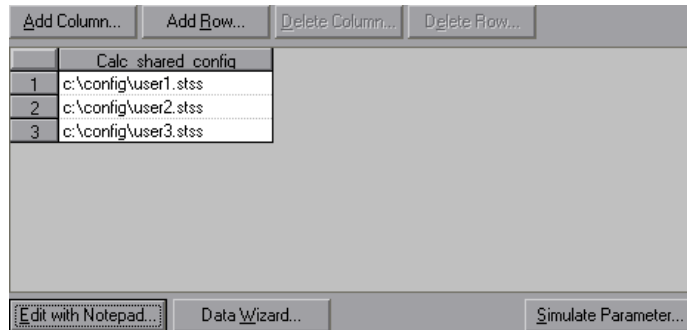 Add Column... Add Row... Delete Column... Delete Row...
Calc_shared_config
1 c:\config\user1.stss
2 c:\config\user2.stss
3 c:\config\user3.stss
Edit with Notepad... Data Wizard... Simulate Parameter...